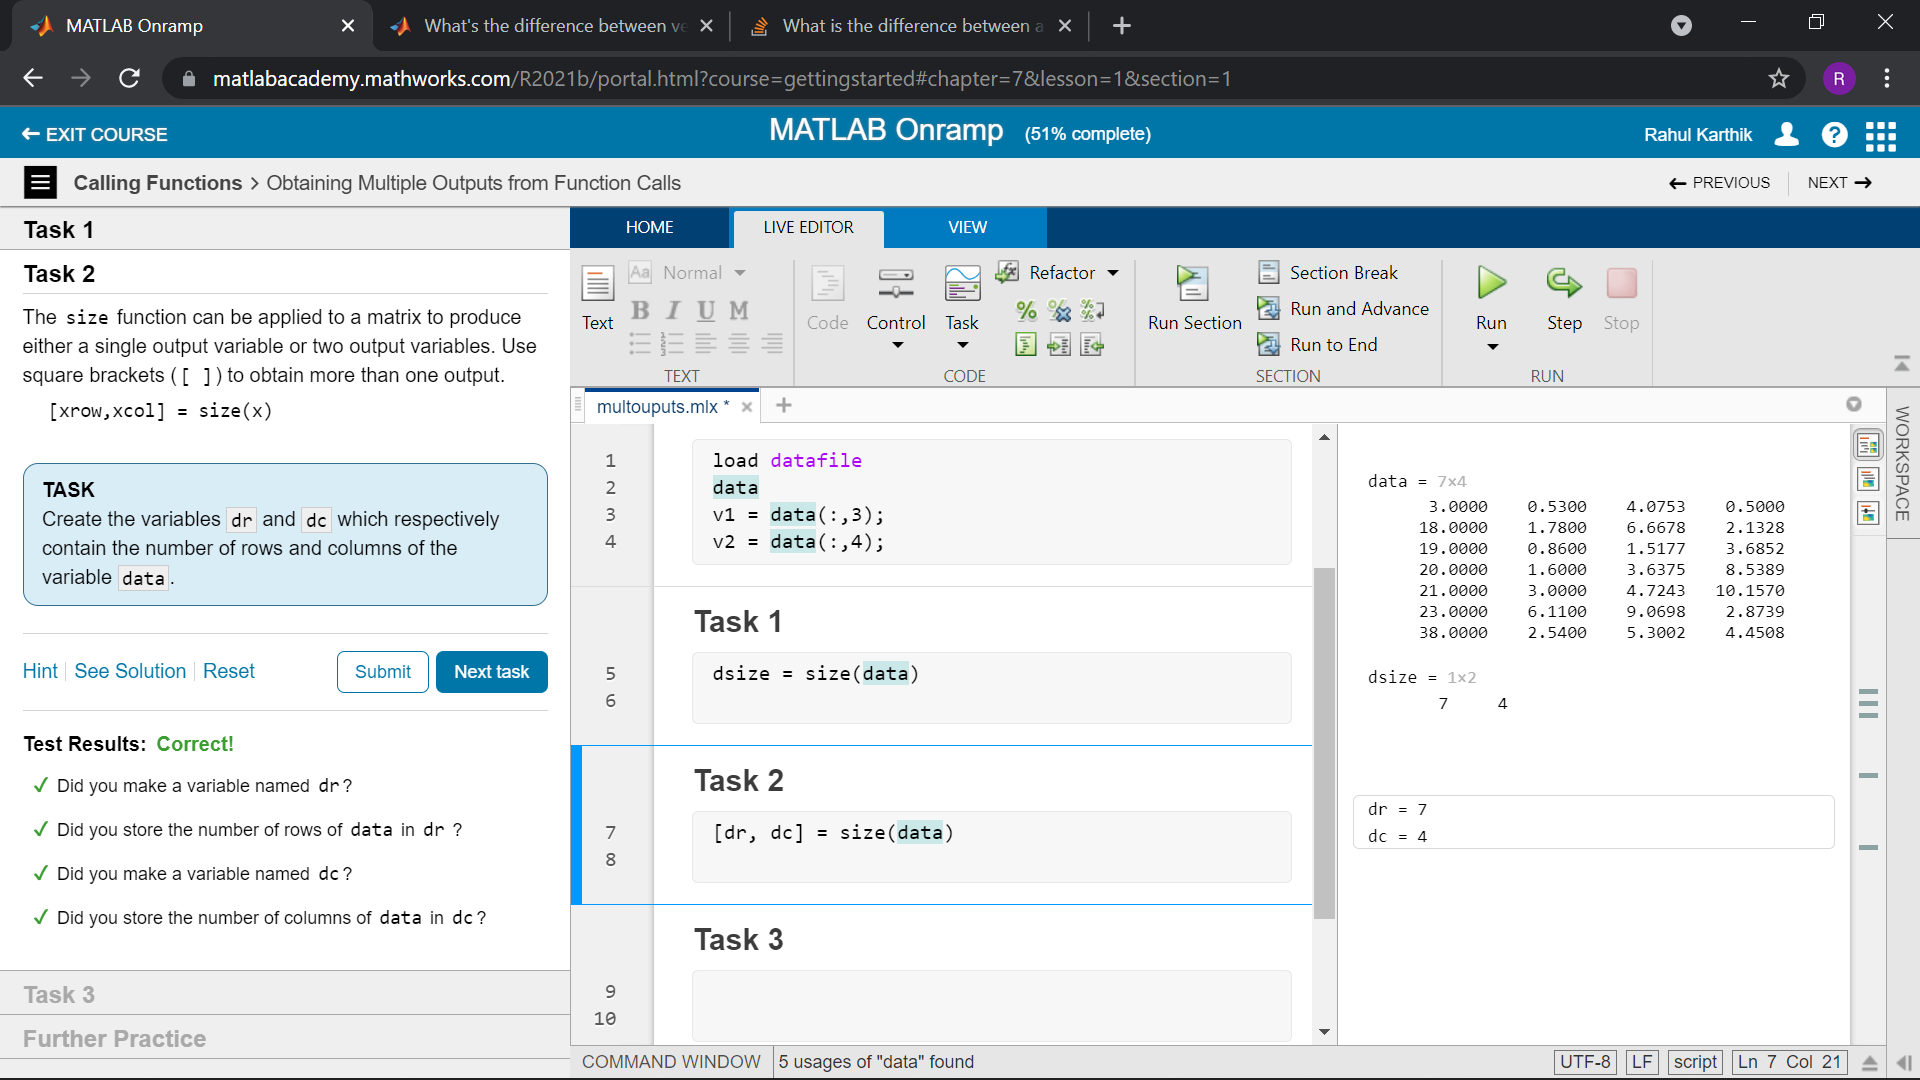 MATLAB Onramp
What's the difference between ve
What is the difference between a
matlabacademy.mathworks.com/R2021b/portal.html?course=gettingstarted#chapter=7&lesson=1&section=1
R
EXIT COURSE
MATLAB Onramp (51% complete)
Rahul Karthik
Calling Functions > Obtaining Multiple Outputs from Function Calls
PREVIOUS
NEXT
Task 1
Task 2
The size function can be applied to a matrix to produce
either a single output variable or two output variables. Use
square brackets ([ ]) to obtain more than one output.
[xrow,xcol] = size(x)
TASK
Create the variables dr and dc which respectively
contain the number of rows and columns of the
variable data.
Hint
See Solution
Reset
Submit
Next task
Test Results: Correct!
✓ Did you make a variable named dr?
✓ Did you store the number of rows of data in dr ?
✓ Did you make a variable named dc?
✓ Did you store the number of columns of data in dc?
Task 3
Further Practice
HOME
LIVE EDITOR
VIEW
Text
Aa Normal
B I U M
TEXT
Code
Control
Task
Refactor
CODE
Run Section
Section Break
Run and Advance
Run to End
SECTION
Run
Step
Stop
RUN
multouputs.mlx *
1 load datafile
2 data
3 v1 = data(:,3);
4 v2 = data(:,4);
Task 1
5 dsize = size(data)
6
Task 2
7 [dr, dc] = size(data)
8
Task 3
9
10
data = 7×4
3.0000 0.5300 4.0753 0.5000
18.0000 1.7800 6.6678 2.1328
19.0000 0.8600 1.5177 3.6852
20.0000 1.6000 3.6375 8.5389
21.0000 3.0000 4.7243 10.1570
23.0000 6.1100 9.0698 2.8739
38.0000 2.5400 5.3002 4.4508
dsize = 1×2
7 4
dr = 7
dc = 4
WORKSPACE
COMMAND WINDOW
5 usages of "data" found
UTF-8
LF
script
Ln 7 Col 21